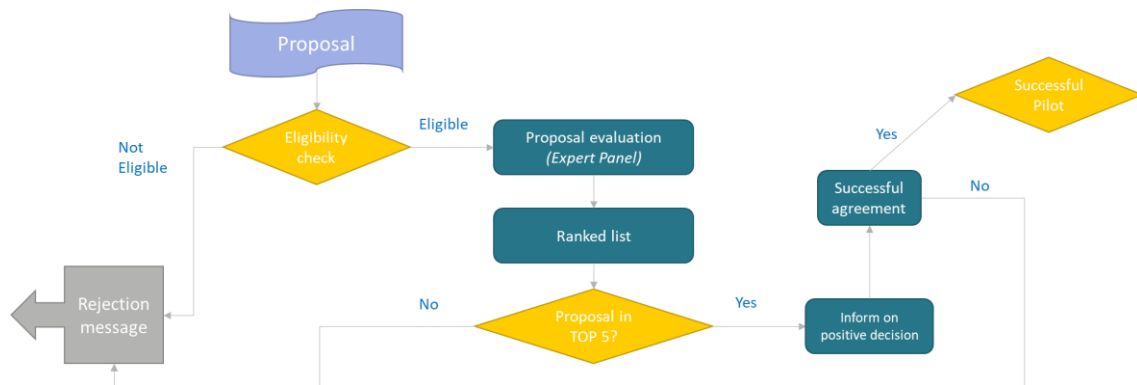 Proposal
Successful
Pilot
Eligibility
check
Eligible
Not
Eligible
Proposal evaluation
(Expert Panel)
Yes
Successful
agreement
No
Ranked list
Rejection
message
No
Proposal in
TOP 5?
Yes
Inform on
positive decision